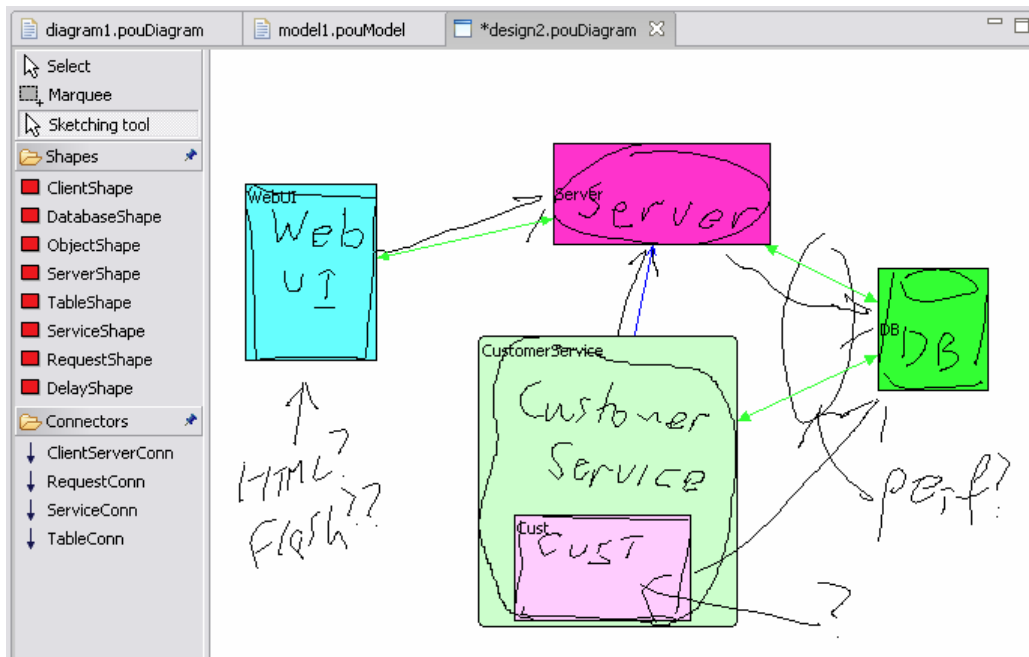 diagram1.pouDiagram
model1.pouModel
*design2.pouDiagram
Select
Marquee
Sketching tool
Shapes
ClientShape
DatabaseShape
ObjectShape
ServerShape
TableShape
ServiceShape
RequestShape
DelayShape
Connectors
ClientServerConn
RequestConn
ServiceConn
TableConn
WebUI
Web
UI
HTML?
Flash??
Server
Server
DB
DB
CustomerService
Customer
Service
Cust
CUST
perf?
?